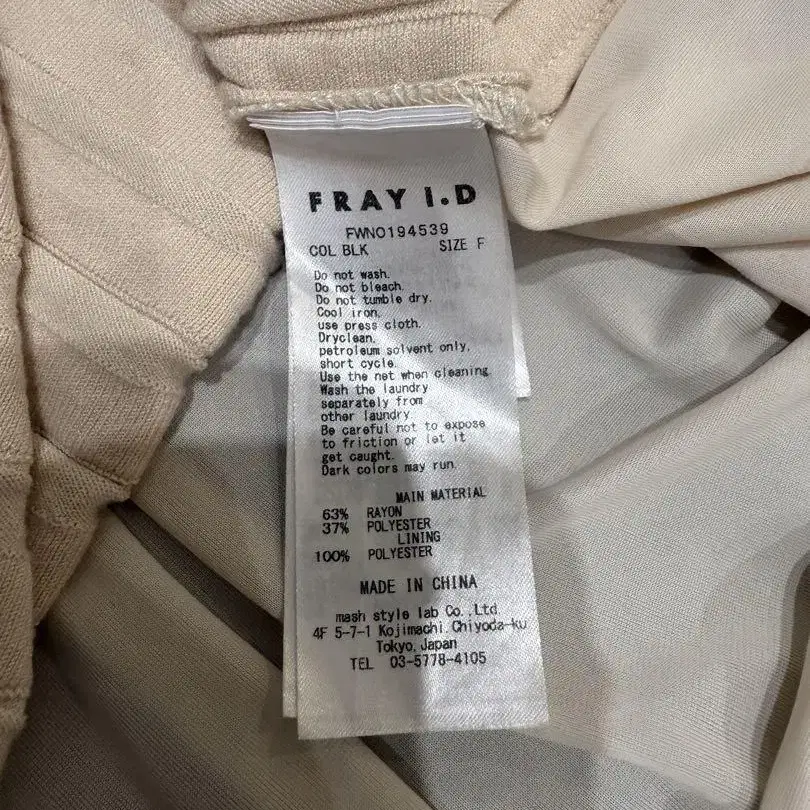 FRAY I.D
FWNO194539
COL BLK SIZE F
Do not wash.
Do not bleach.
Do not tumble dry.
Cool iron.
use press cloth.
Dryclean.
petroleum solvent only,
short cycle.
Use the net when cleaning
Wash the laundry
separately from
other laundry
Be careful not to expose
to friction or let it
get caught.
Dark colors may run.
MAIN MATERIAL
63% RAYON
37% POLYESTER
LINING
100% POLYESTER
MADE IN CHINA
mash style lab Co.,Ltd
4F 5-7-1 Kojimachi.Chiyoda-ku
Tokyo,Japan
TEL 03-5778-4105